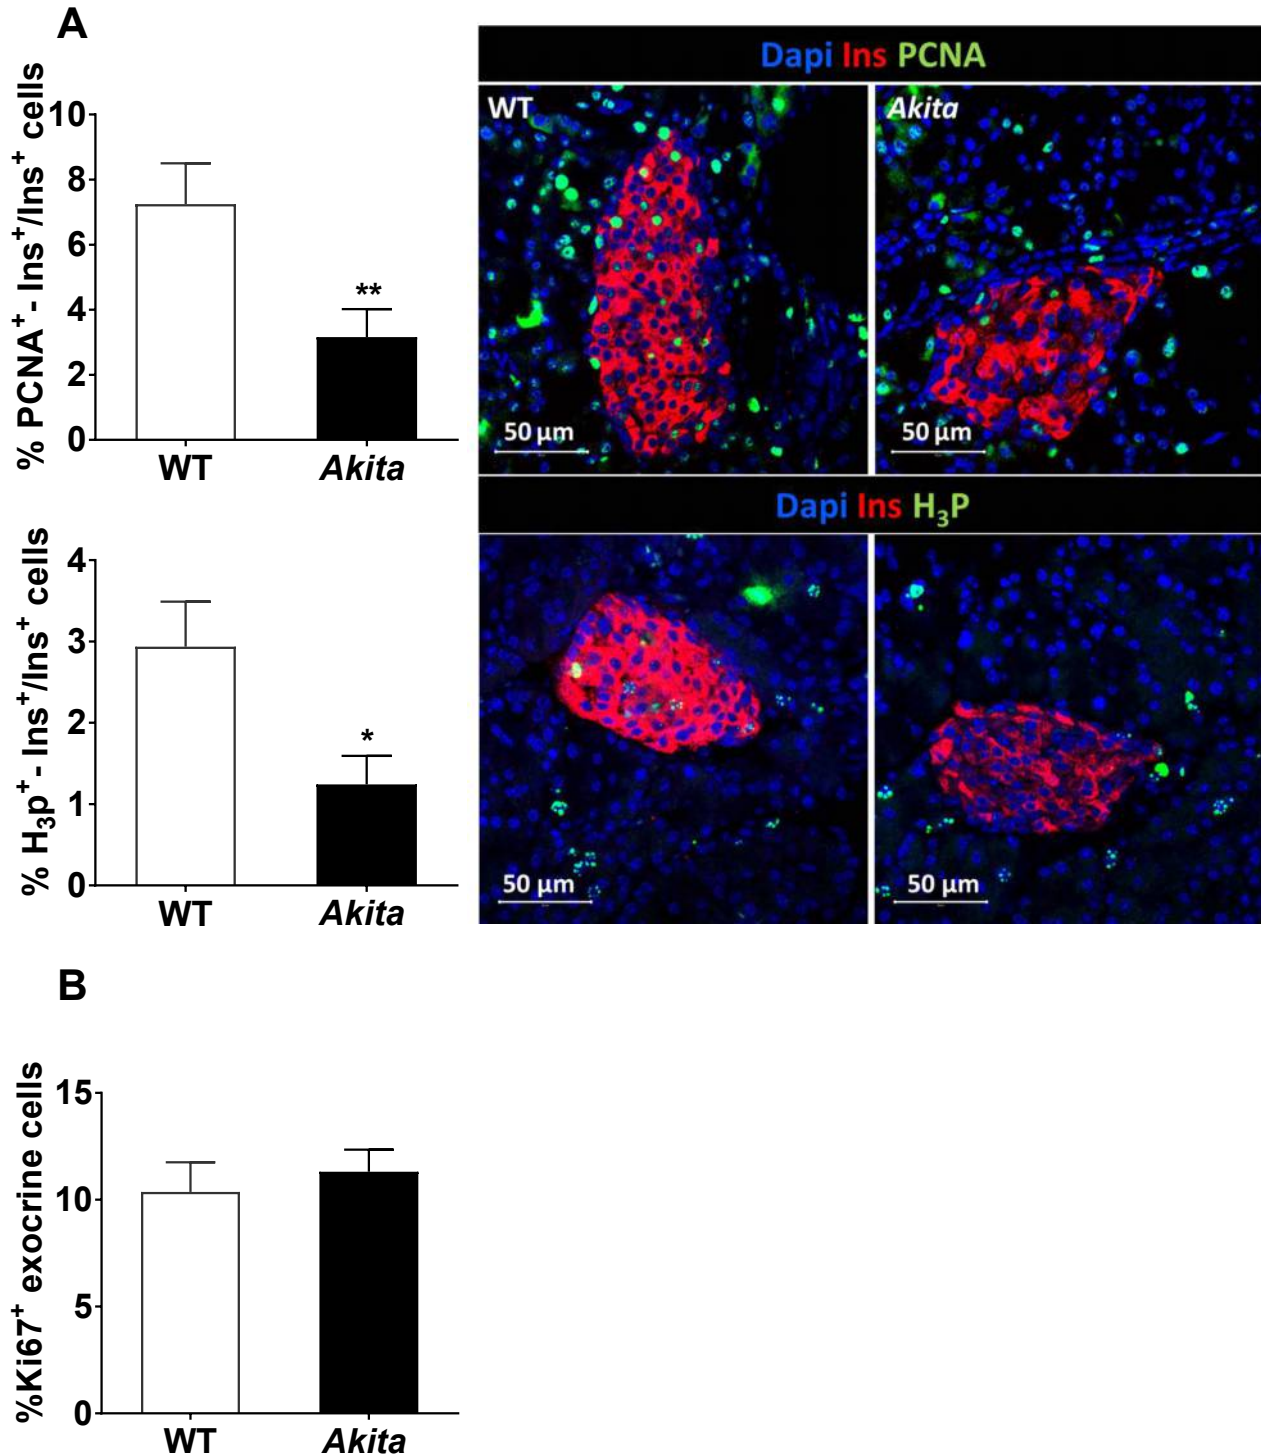 A
% PCNA⁺- Ins⁺/Ins⁺ cells
10
8
6
4
2
0
**
WT
Akita
Dapi Ins PCNA
WT
Akita
50 µm
50 µm
% H₃p⁺- Ins⁺/Ins⁺ cells
4
3
2
1
0
*
WT
Akita
Dapi Ins H₃P
50 µm
50 µm
B
%Ki67⁺ exocrine cells
15
10
5
0
WT
Akita